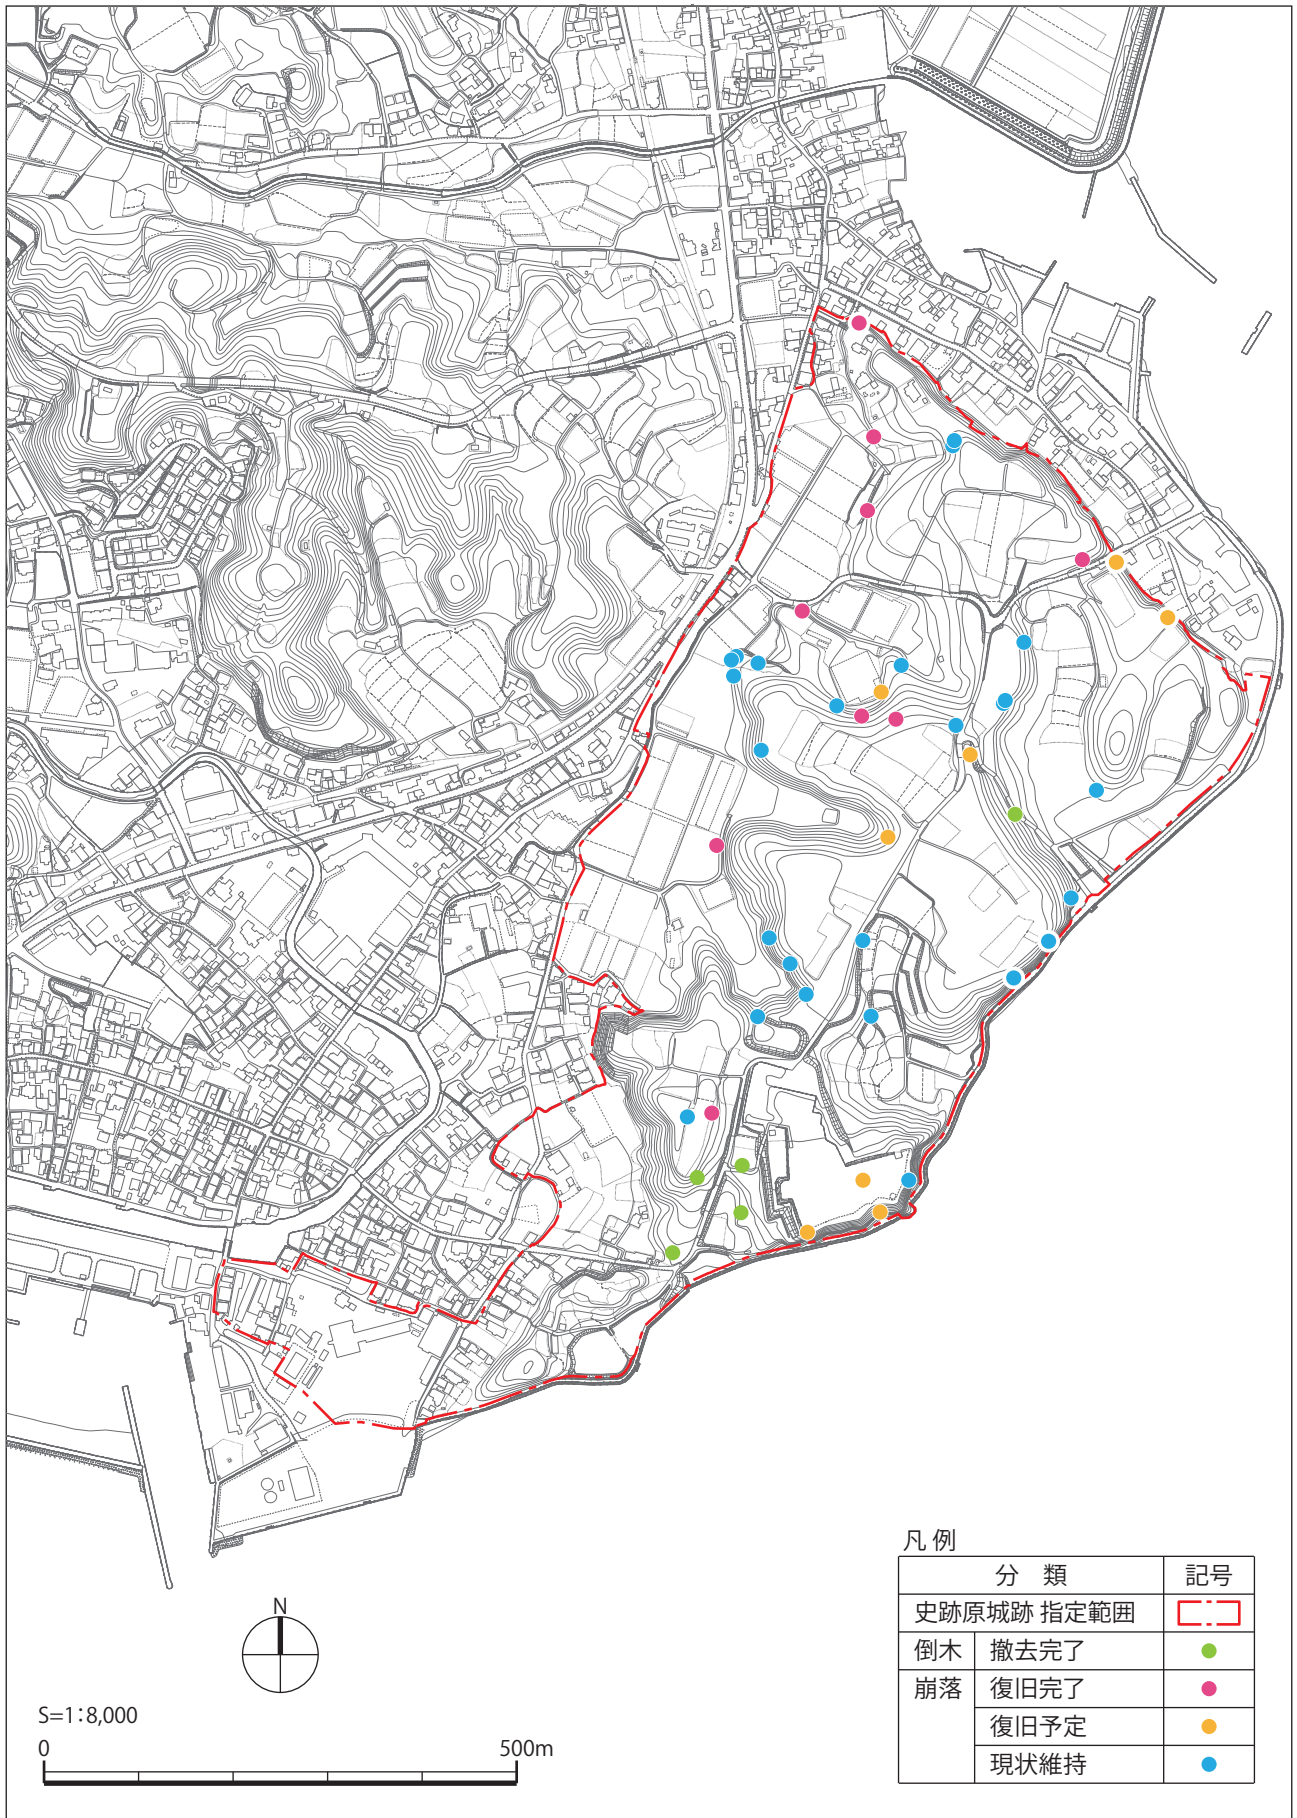 凡 例
分 類 記号
史跡原城跡 指定範囲
倒木 撤去完了
崩落 復旧完了
復旧予定
現状維持
N
S=1:8,000
0 500m